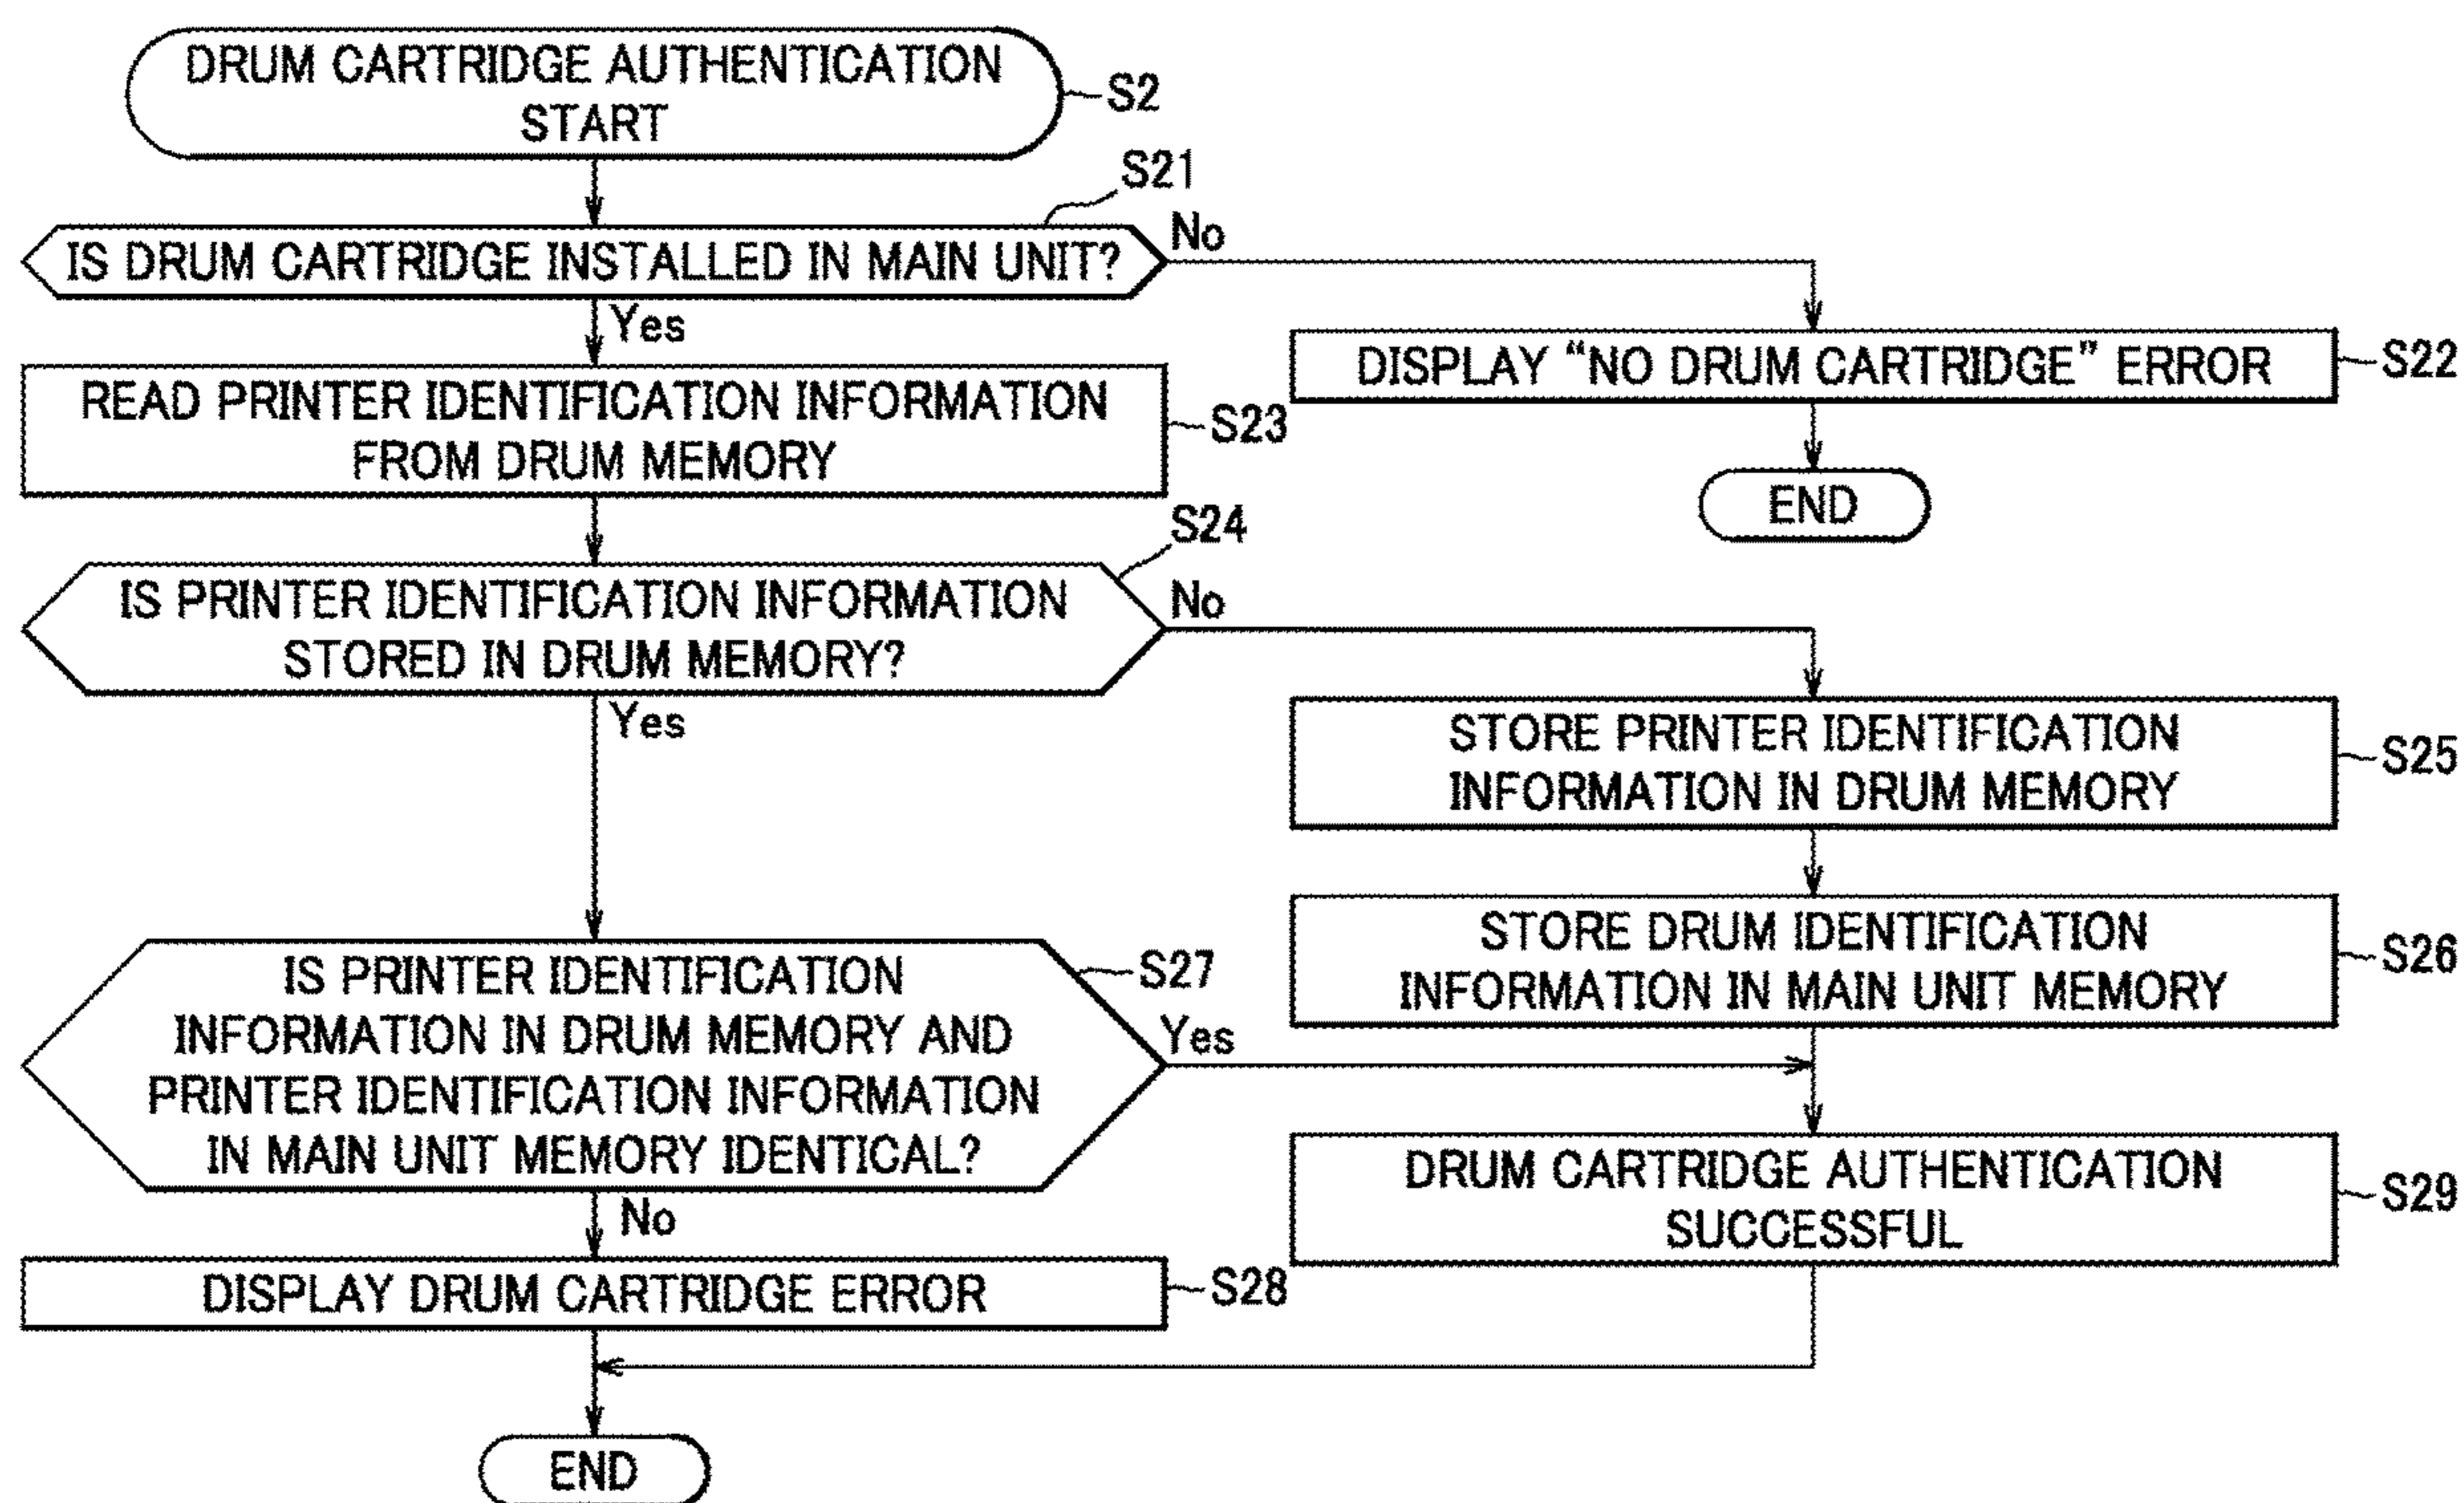 DRUM CARTRIDGE AUTHENTICATION
START
S2
S21
IS DRUM CARTRIDGE INSTALLED IN MAIN UNIT?
No
Yes
DISPLAY “NO DRUM CARTRIDGE” ERROR
S22
END
READ PRINTER IDENTIFICATION INFORMATION
FROM DRUM MEMORY
S23
S24
IS PRINTER IDENTIFICATION INFORMATION
STORED IN DRUM MEMORY?
No
Yes
STORE PRINTER IDENTIFICATION
INFORMATION IN DRUM MEMORY
S25
STORE DRUM IDENTIFICATION
INFORMATION IN MAIN UNIT MEMORY
S26
IS PRINTER IDENTIFICATION
INFORMATION IN DRUM MEMORY AND
PRINTER IDENTIFICATION INFORMATION
IN MAIN UNIT MEMORY IDENTICAL?
S27
Yes
No
DRUM CARTRIDGE AUTHENTICATION
SUCCESSFUL
S29
DISPLAY DRUM CARTRIDGE ERROR
S28
END